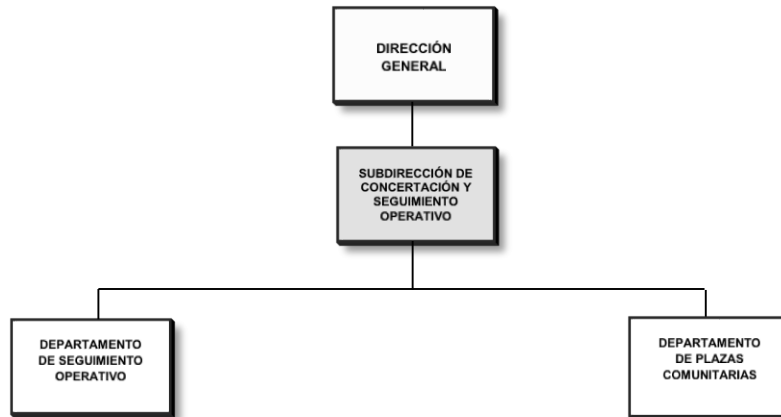 DIRECCIÓN
GENERAL
SUBDIRECCIÓN DE
CONCERTACIÓN Y
SEGUIMIENTO
OPERATIVO
DEPARTAMENTO
DE SEGUIMIENTO
OPERATIVO
DEPARTAMENTO
DE PLAZAS
COMUNITARIAS